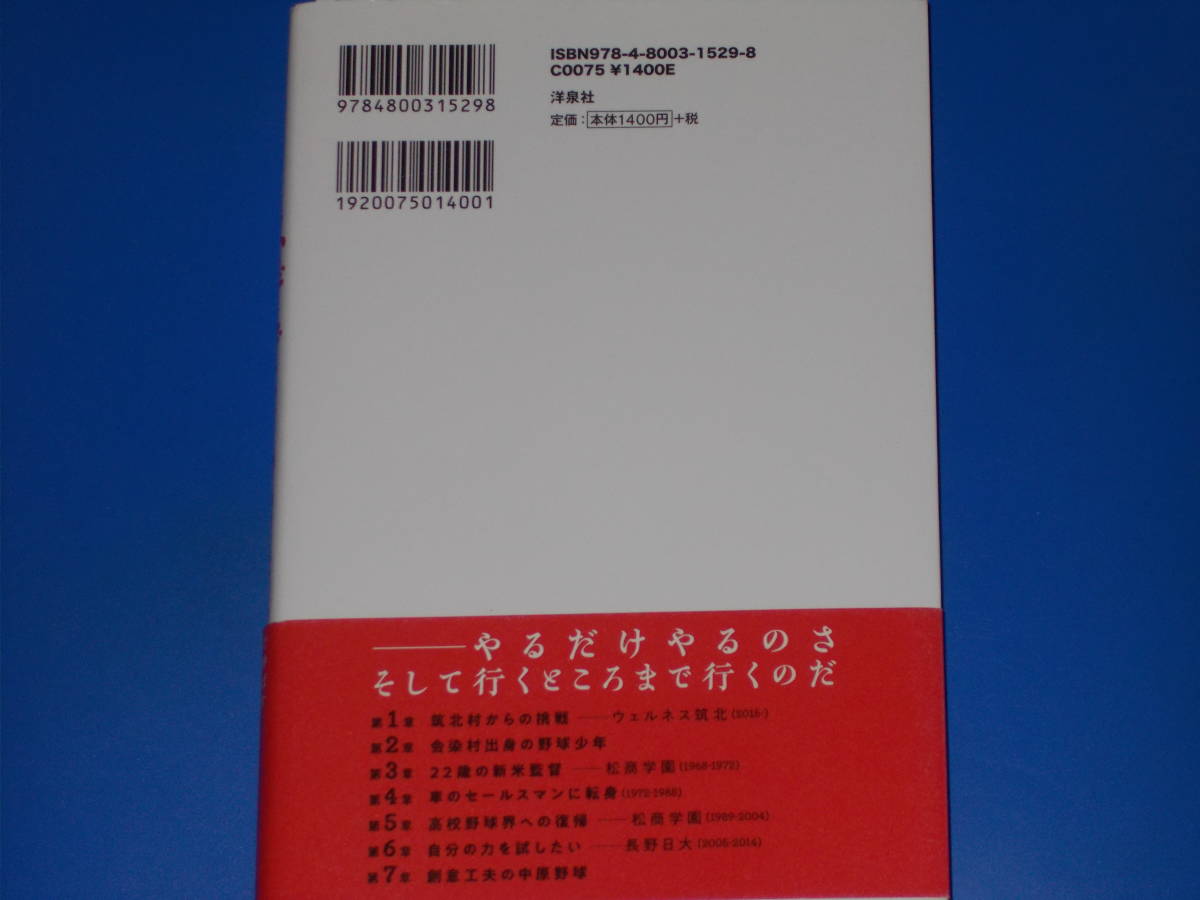 9784800315298
1920075014001
ISBN978-4-8003-1529-8
C0075 ¥1400E
洋泉社
定価：本体1400円+税
――やるだけやるのさ
そして行くところまで行くのだ
第1章 筑北村からの挑戦――ウェルネス筑北(2015-)
第2章 会染村出身の野球少年
第3章 22歳の新米監督――松商学園(1968-1972)
第4章 車のセールスマンに転身(1972-1988)
第5章 高校野球界への復帰――松商学園(1989-2004)
第6章 自分の力を試したい――長野日大(2005-2014)
第7章 創意工夫の中原野球